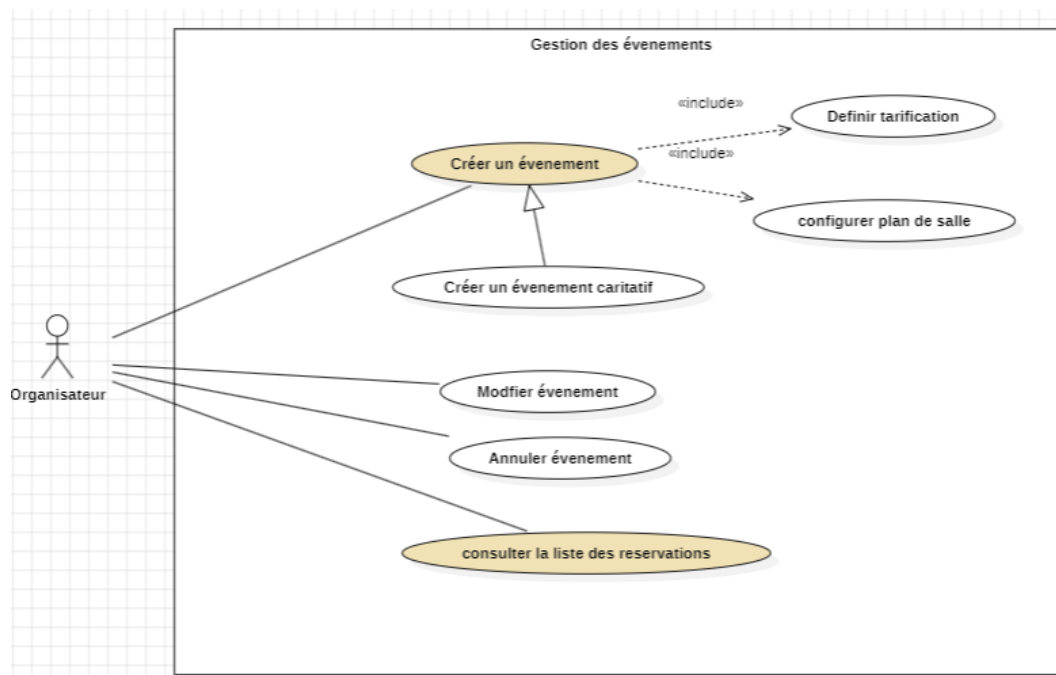 Gestion des évenements
«include»
Definir tarification
Créer un évenement
«include»
configurer plan de salle
Créer un évenement caritatif
Organisateur
Modfier évenement
Annuler évenement
consulter la liste des reservations